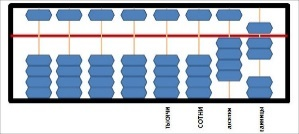 тысячи
СОТНИ
десятки
единицы